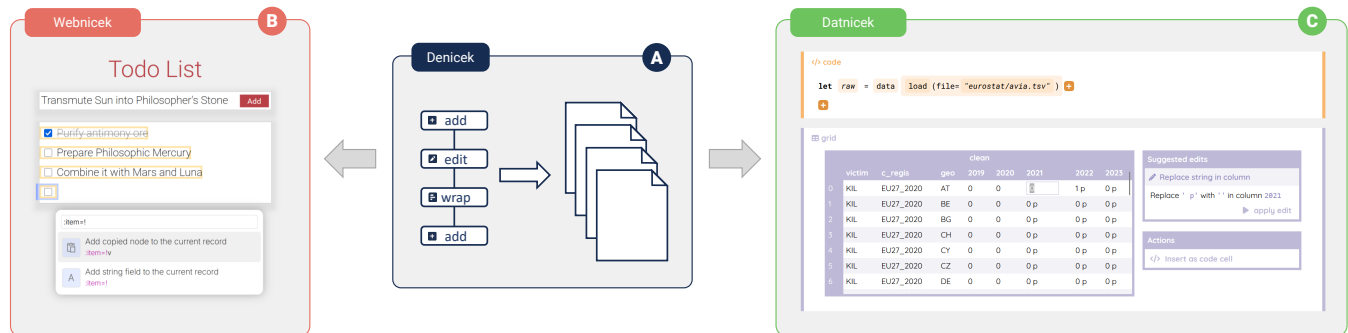 Webnicek
B
Todo List
Transmute Sun into Philosopher's Stone Add
Purify antimony ore
Prepare Philosophic Mercury
Combine it with Mars and Luna
:item=!
Add copied node to the current record
:item=!v
A Add string field to the current record
:item=!
Denicek
A
add
edit
wrap
add
Datnicek
C
</> code
let raw = data load (file= "eurostat/avia.tsv" )
grid
clean
victim c_regis geo 2019 2020 2021 2022 2023
0 KIL EU27_2020 AT 0 0 0 1 p 0 p
1 KIL EU27_2020 BE 0 0 0 p 0 p 0 p
2 KIL EU27_2020 BG 0 0 0 p 0 p 0 p
3 KIL EU27_2020 CH 0 0 0 p 0 p 0 p
4 KIL EU27_2020 CY 0 0 0 p 0 p 0 p
5 KIL EU27_2020 CZ 0 0 0 p 0 p 0 p
6 KIL EU27_2020 DE 0 0 0 p 0 p 0 p
Suggested edits
Replace string in column
Replace ' p' with '' in column 2021
apply edit
Actions
</> Insert as code cell